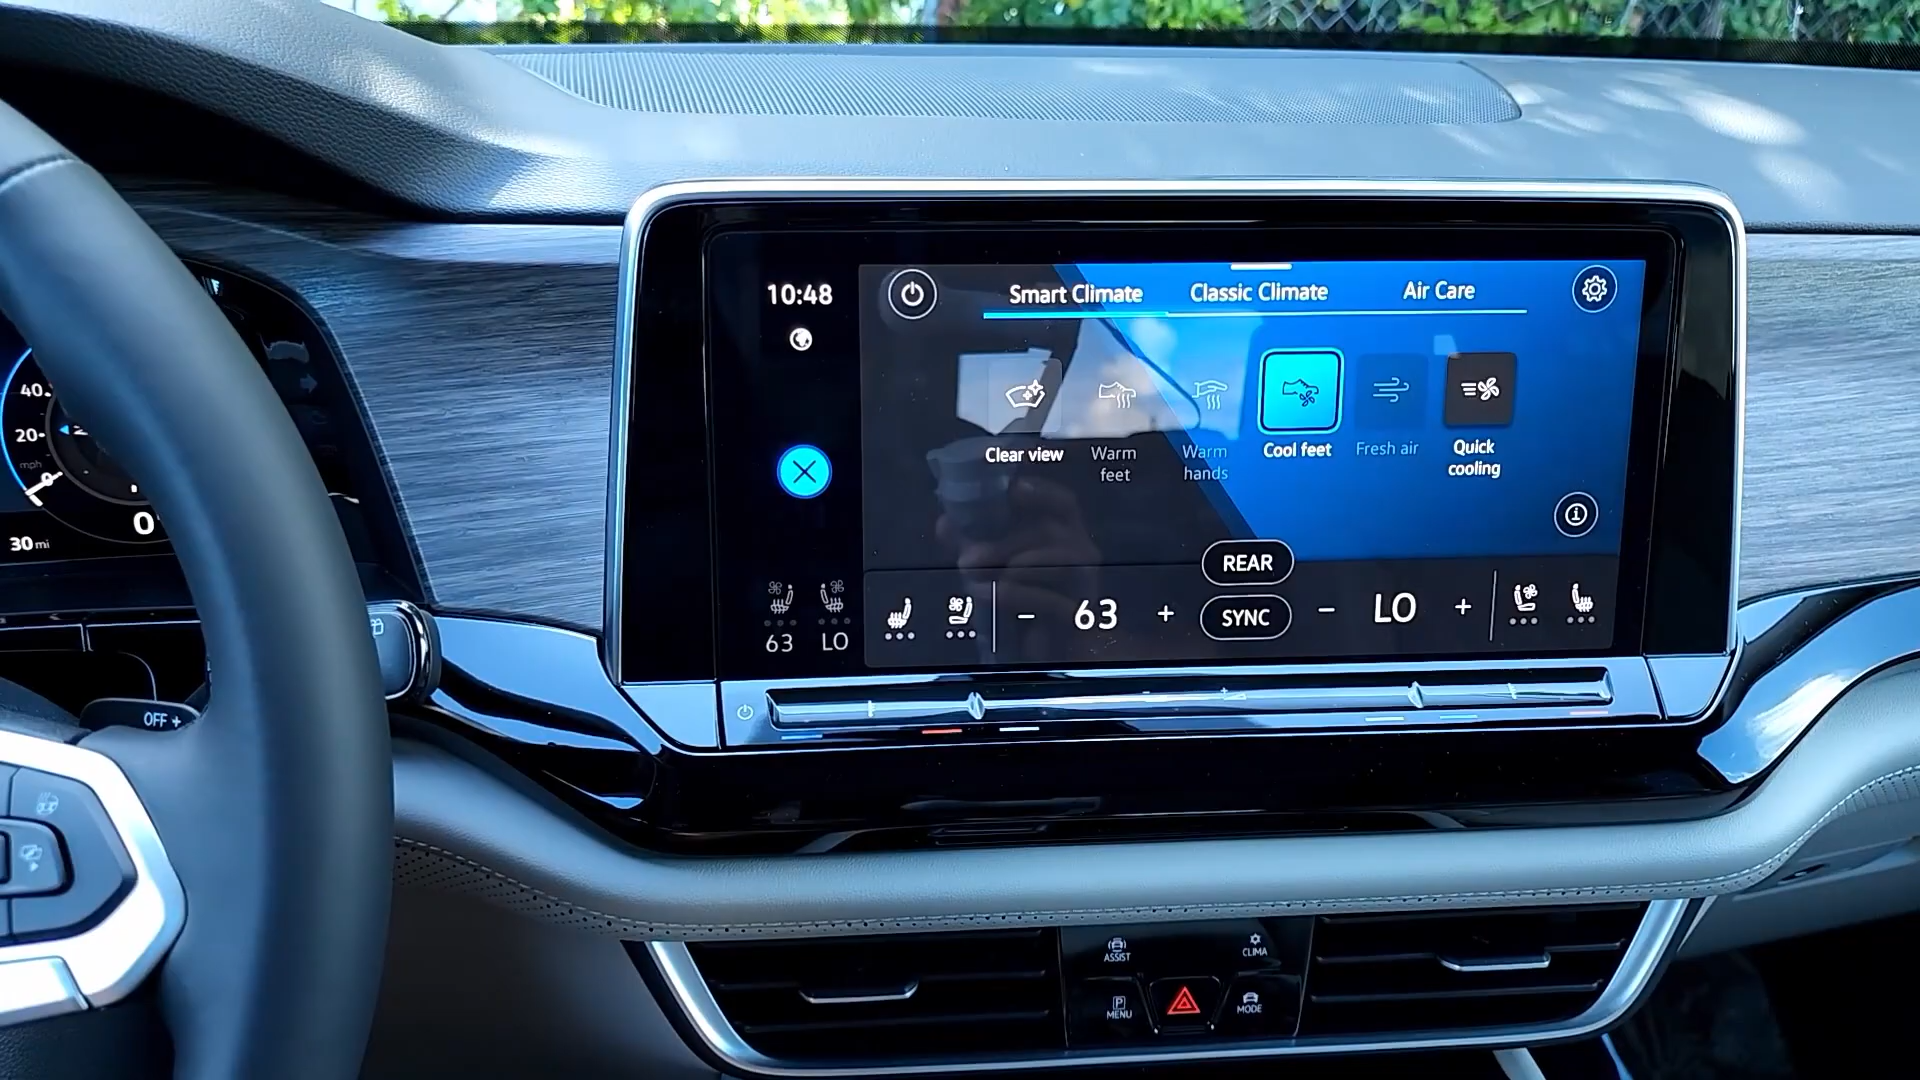 10:48
Smart Climate
Classic Climate
Air Care
Clear view
Warm
feet
Warm
hands
Cool feet
Fresh air
Quick
cooling
REAR
63
SYNC
LO
63
LO
40
20
mph
0
0
30 mi
OFF +
ASSIST
CLIMA
P
MENU
MODE